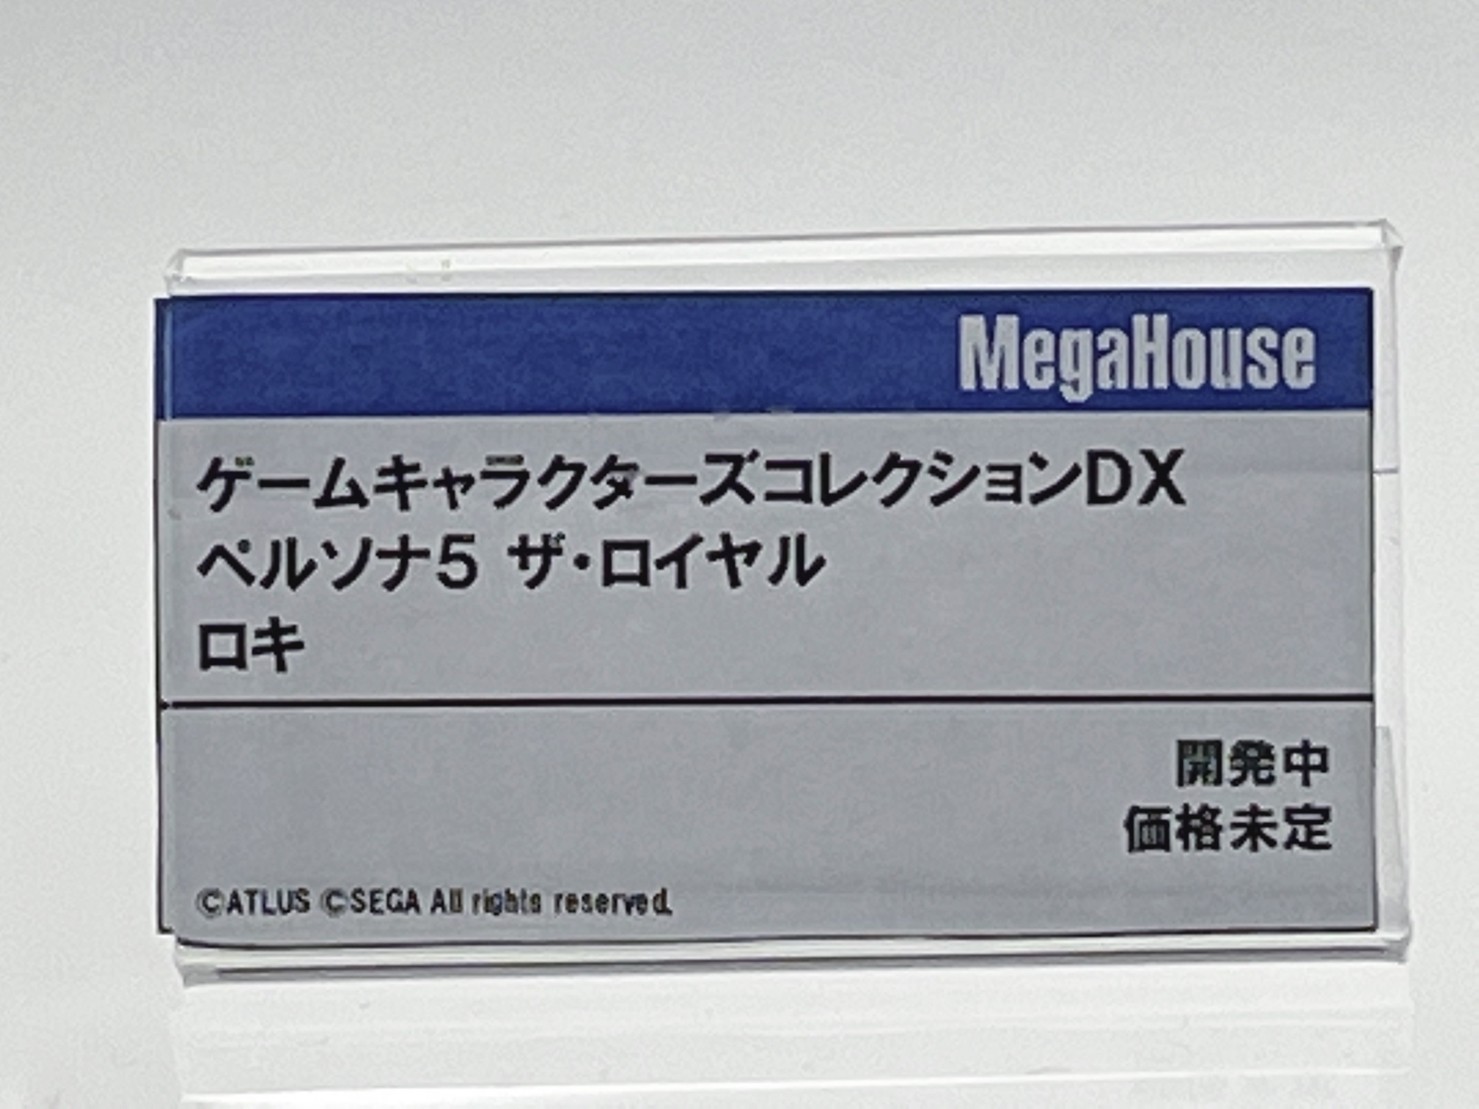 MegaHouse
ゲームキャラクターズコレクションDX
ペルソナ5 ザ・ロイヤル
ロキ
開発中
価格未定
©ATLUS ©SEGA All rights reserved.